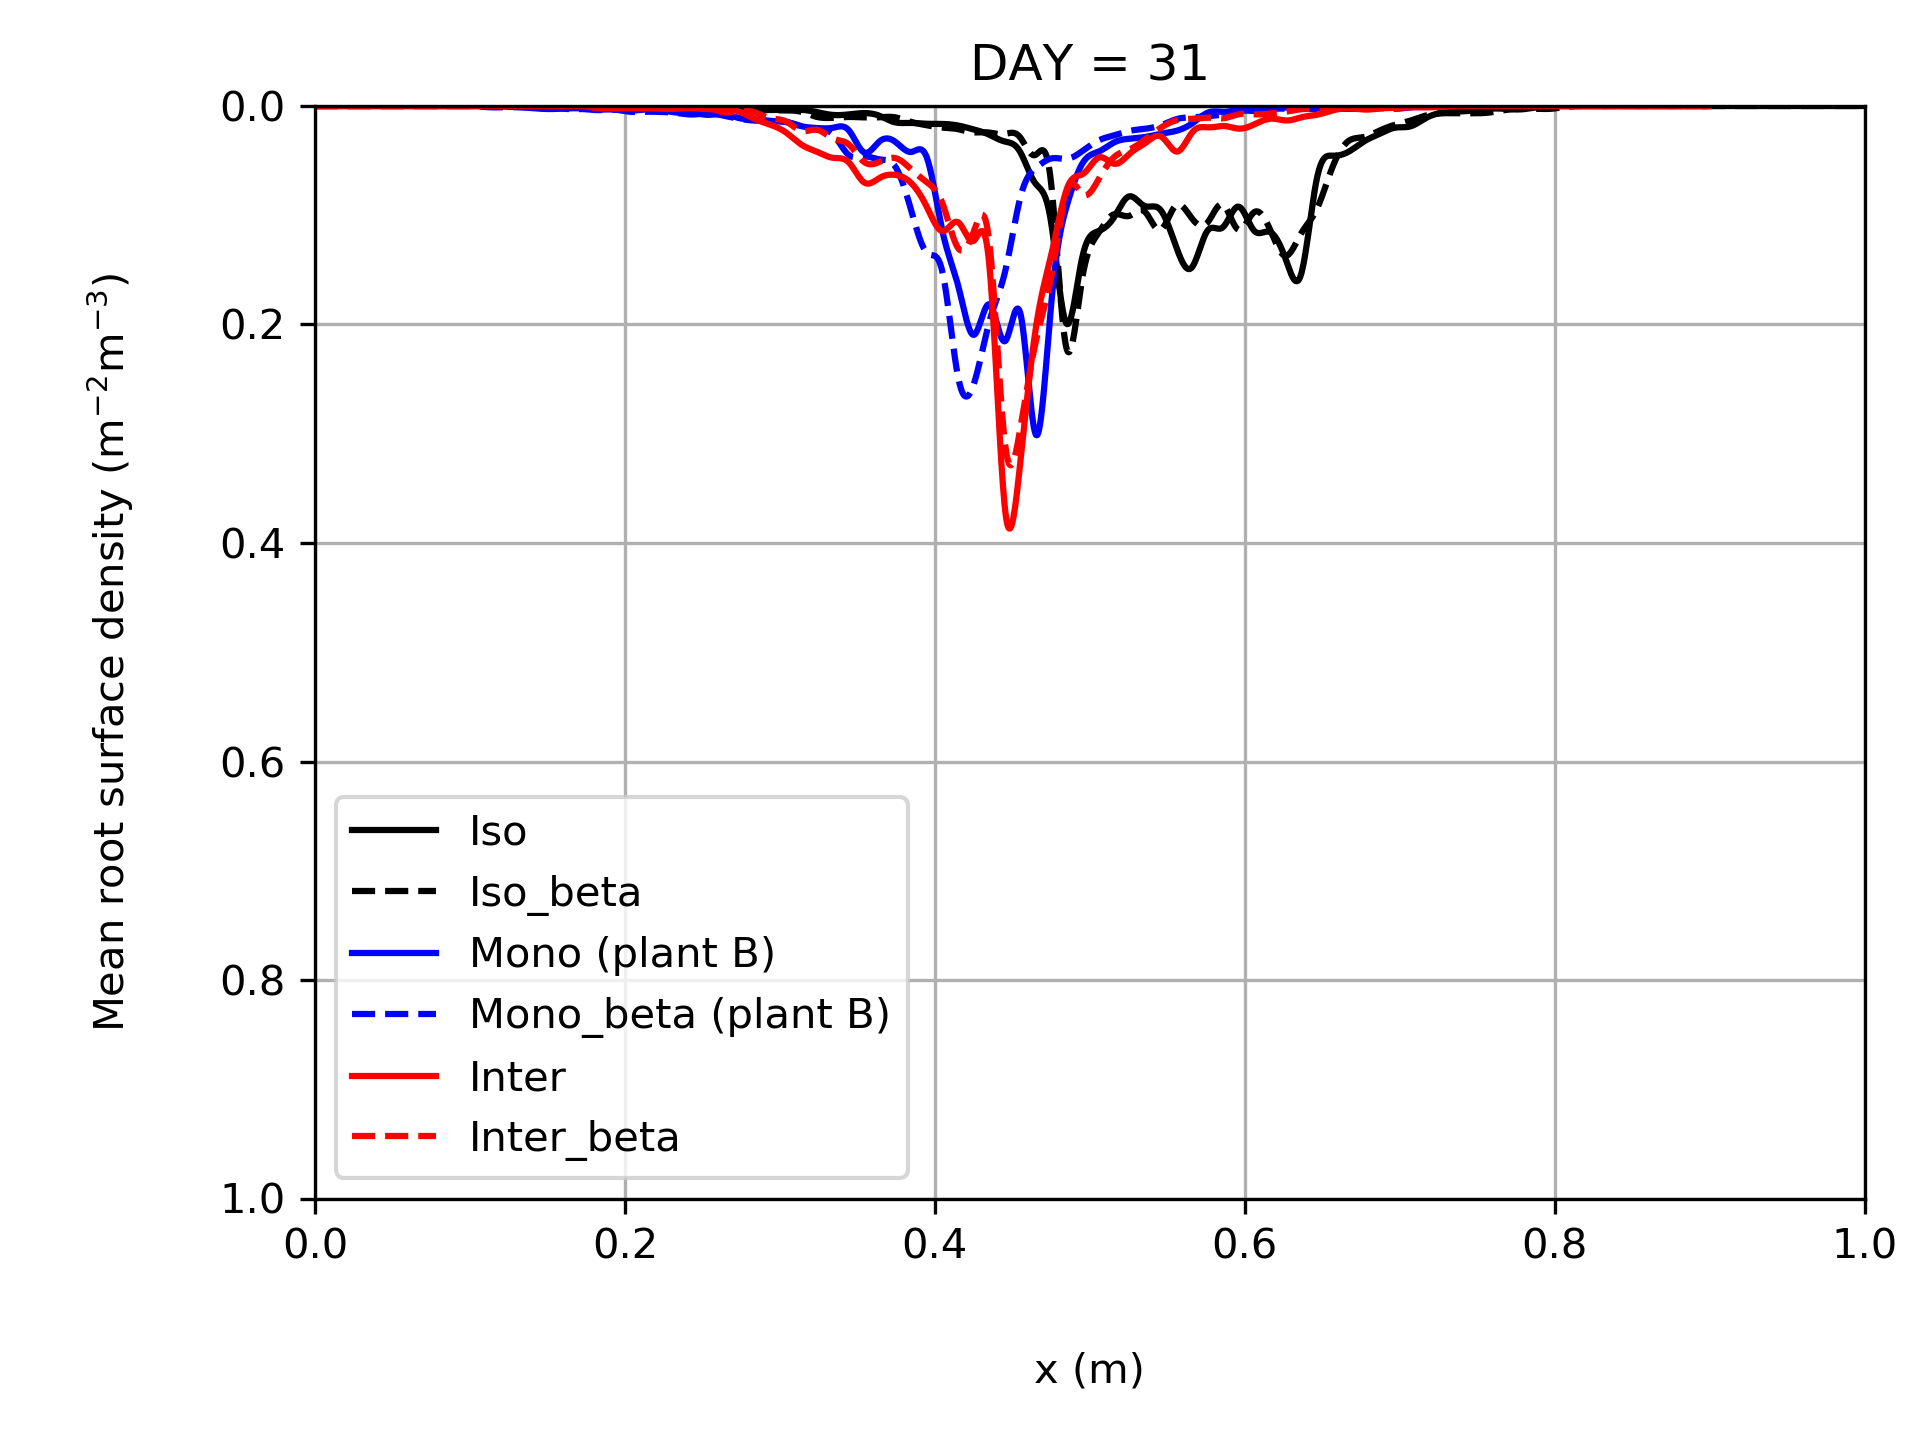 DAY = 31
Mean root surface density (m⁻²m⁻³)
0.0
0.2
0.4
0.6
0.8
1.0
Iso
Iso_beta
Mono (plant B)
Mono_beta (plant B)
Inter
Inter_beta
0.0 0.2 0.4 0.6 0.8 1.0
x (m)